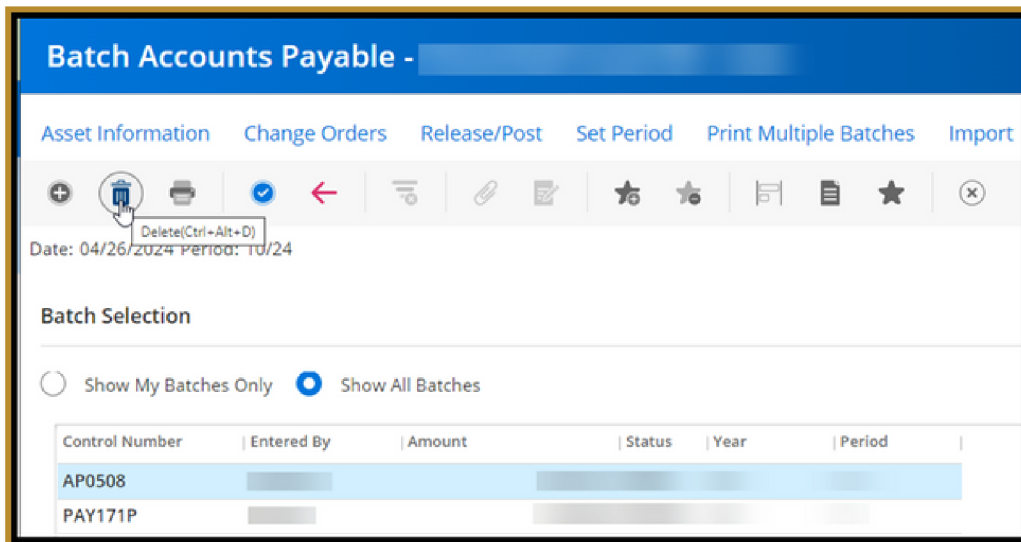 Batch Accounts Payable -
Asset Information Change Orders Release/Post Set Period Print Multiple Batches Import
Delete(Ctrl+Alt+D)
Date: 04/26/2024 Period: 10/24
Batch Selection
Show My Batches Only Show All Batches
Control Number Entered By Amount Status Year Period
AP0508
PAY171P